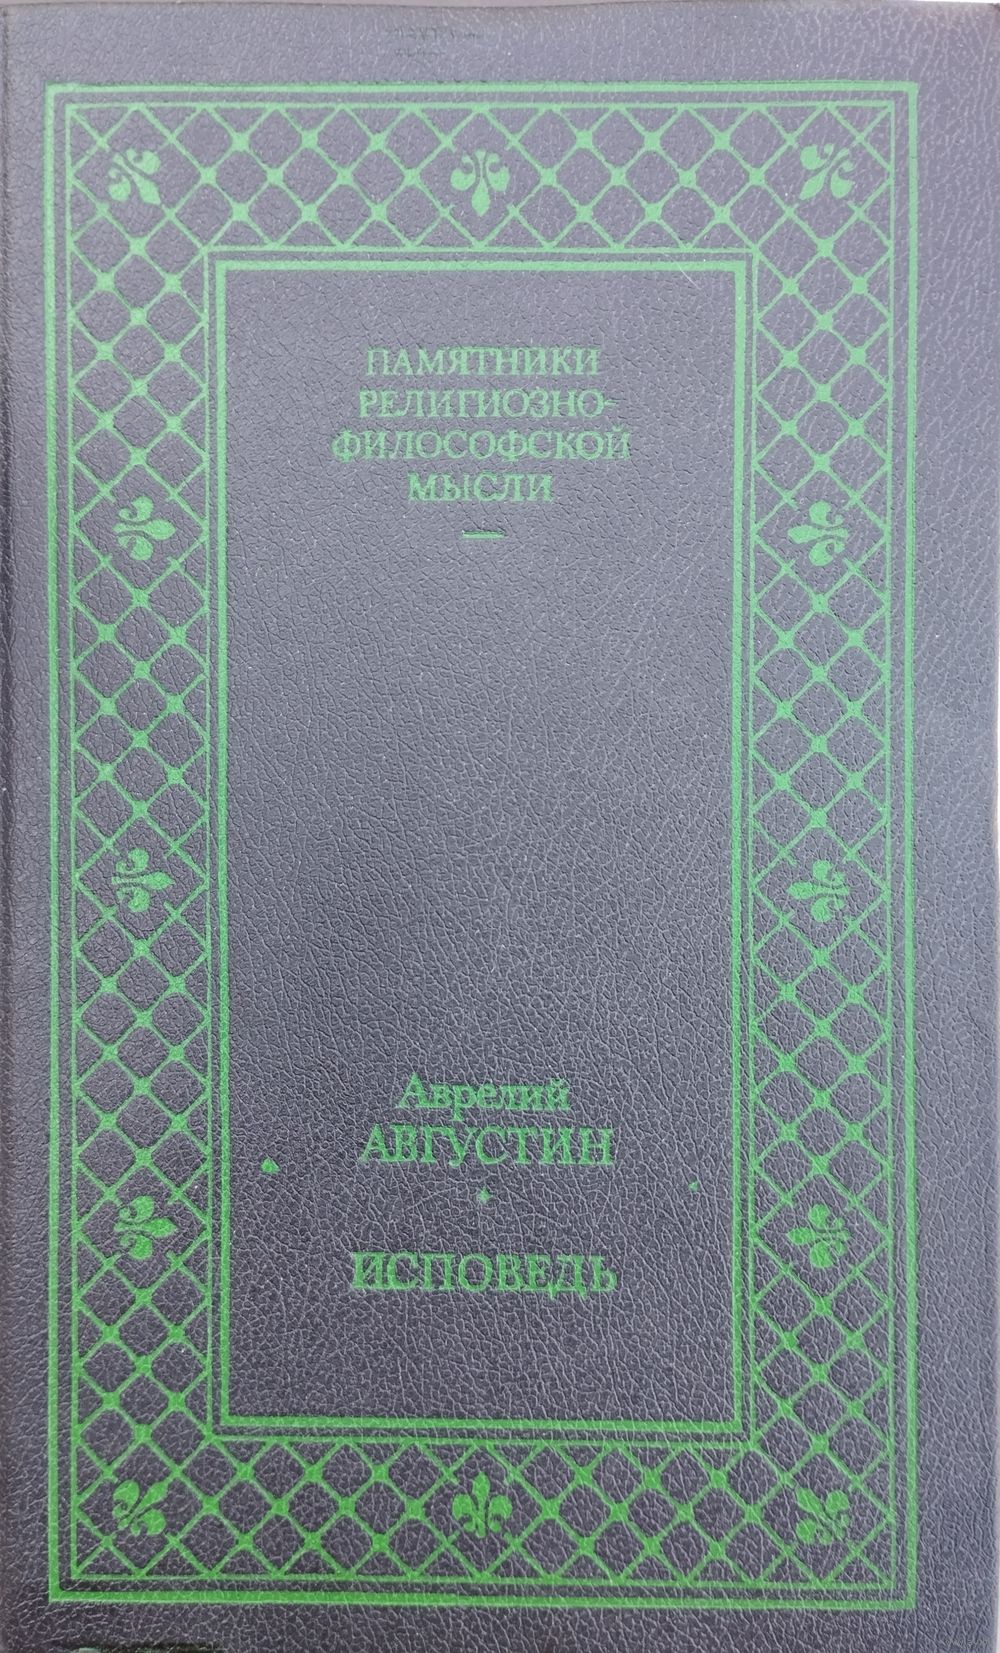 ПАМЯТНИКИ
РЕЛИГИОЗНО-
ФИЛОСОФСКОЙ
МЫСЛИ
Аврелий
АВГУСТИН
ИСПОВЕДЬ